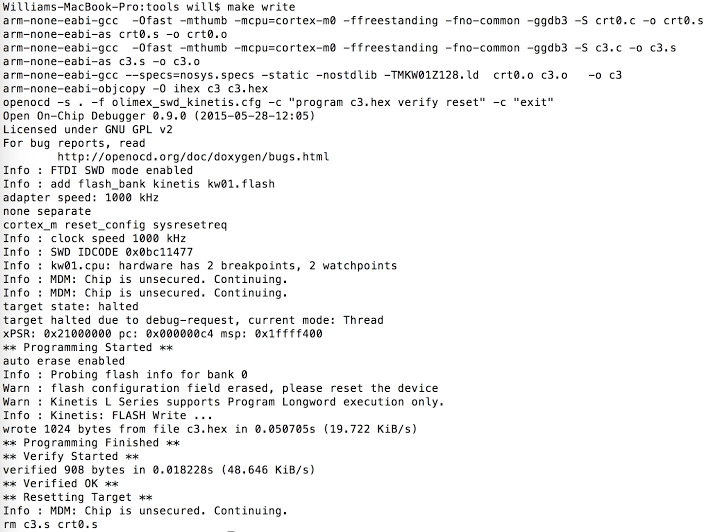 Williams-MacBook-Pro:tools will$ make write
arm-none-eabi-gcc  -Ofast -mthumb -mcpu=cortex-m0 -ffreestanding -fno-common -ggdb3 -S crt0.c -o crt0.s
arm-none-eabi-as crt0.s -o crt0.o
arm-none-eabi-gcc  -Ofast -mthumb -mcpu=cortex-m0 -ffreestanding -fno-common -ggdb3 -S c3.c -o c3.s
arm-none-eabi-as c3.s -o c3.o
arm-none-eabi-gcc --specs=nosys.specs -static -nostdlib -TMKW01Z128.ld  crt0.o c3.o   -o c3
arm-none-eabi-objcopy -O ihex c3 c3.hex
openocd -s . -f olimex_swd_kinetis.cfg -c "program c3.hex verify reset" -c "exit"
Open On-Chip Debugger 0.9.0 (2015-05-28-12:05)
Licensed under GNU GPL v2
For bug reports, read
        http://openocd.org/doc/doxygen/bugs.html
Info : FTDI SWD mode enabled
Info : add flash_bank kinetis kw01.flash
adapter speed: 1000 kHz
none separate
cortex_m reset_config sysresetreq
Info : clock speed 1000 kHz
Info : SWD IDCODE 0x0bc11477
Info : kw01.cpu: hardware has 2 breakpoints, 2 watchpoints
Info : MDM: Chip is unsecured. Continuing.
Info : MDM: Chip is unsecured. Continuing.
target state: halted
target halted due to debug-request, current mode: Thread
xPSR: 0x21000000 pc: 0x000000c4 msp: 0x1ffff400
** Programming Started **
auto erase enabled
Info : Probing flash info for bank 0
Warn : flash configuration field erased, please reset the device
Warn : Kinetis L Series supports Program Longword execution only.
Info : Kinetis: FLASH Write ...
wrote 1024 bytes from file c3.hex in 0.050705s (19.722 KiB/s)
** Programming Finished **
** Verify Started **
verified 908 bytes in 0.018228s (48.646 KiB/s)
** Verified OK **
** Resetting Target **
Info : MDM: Chip is unsecured. Continuing.
rm c3.s crt0.s